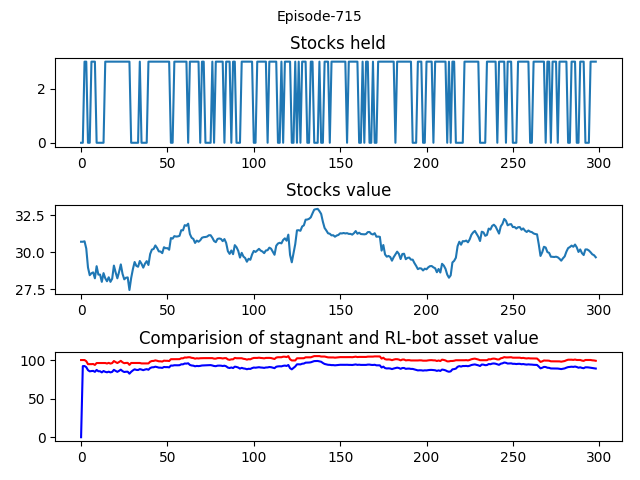 Episode-715
Stocks held
2
0
0 50 100 150 200 250 300
Stocks value
32.5
30.0
27.5
0 50 100 150 200 250 300
Comparision of stagnant and RL-bot asset value
100
50
0
0 50 100 150 200 250 300